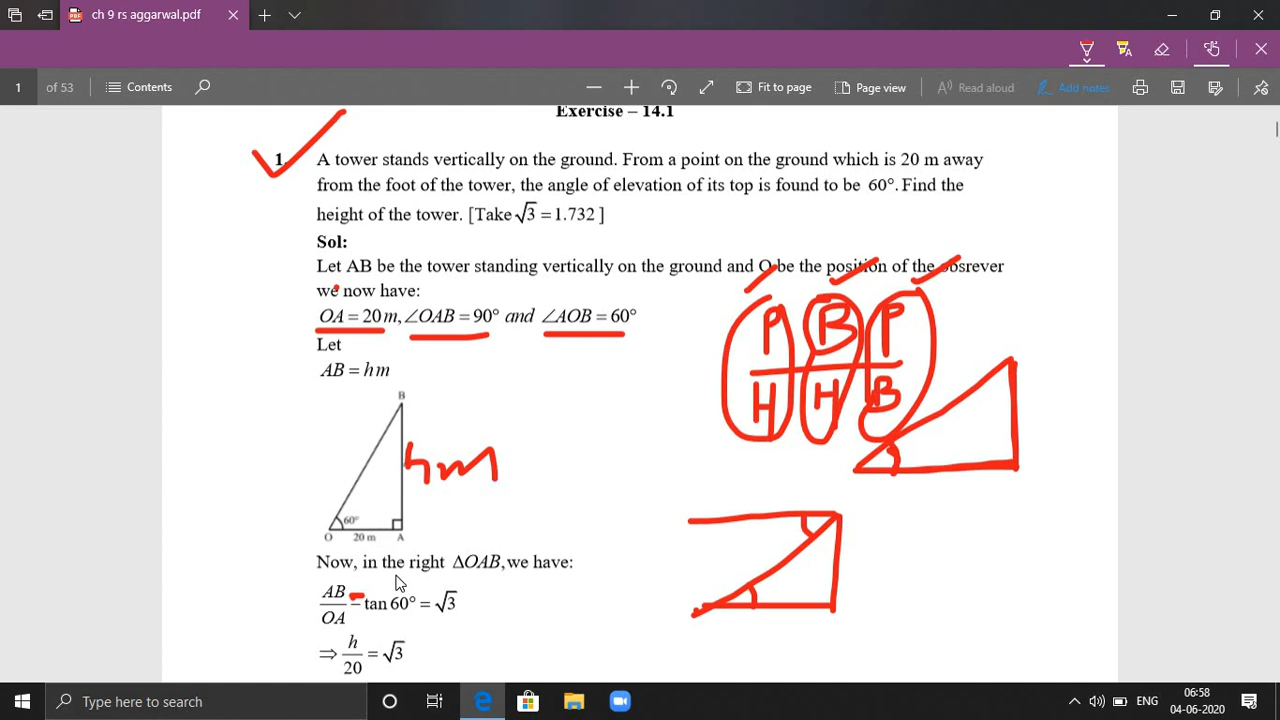 ch 9 rs aggarwal.pdf
1 of 53 Contents Fit to page Page view Read aloud Add notes
Exercise – 14.1
1. A tower stands vertically on the ground. From a point on the ground which is 20 m away
from the foot of the tower, the angle of elevation of its top is found to be 60°. Find the
height of the tower. [Take √3 = 1.732 ]
Sol:
Let AB be the tower standing vertically on the ground and O be the position of the obsrever
we now have:
OA = 20 m, ∠OAB = 90° and ∠AOB = 60°
Let
AB = h m
P B P
H H B
B
hm
60°
O 20 m A
Now, in the right ΔOAB, we have:
AB/OA = tan 60° = √3
⇒ h/20 = √3
Type here to search
ENG
06:58
04-06-2020